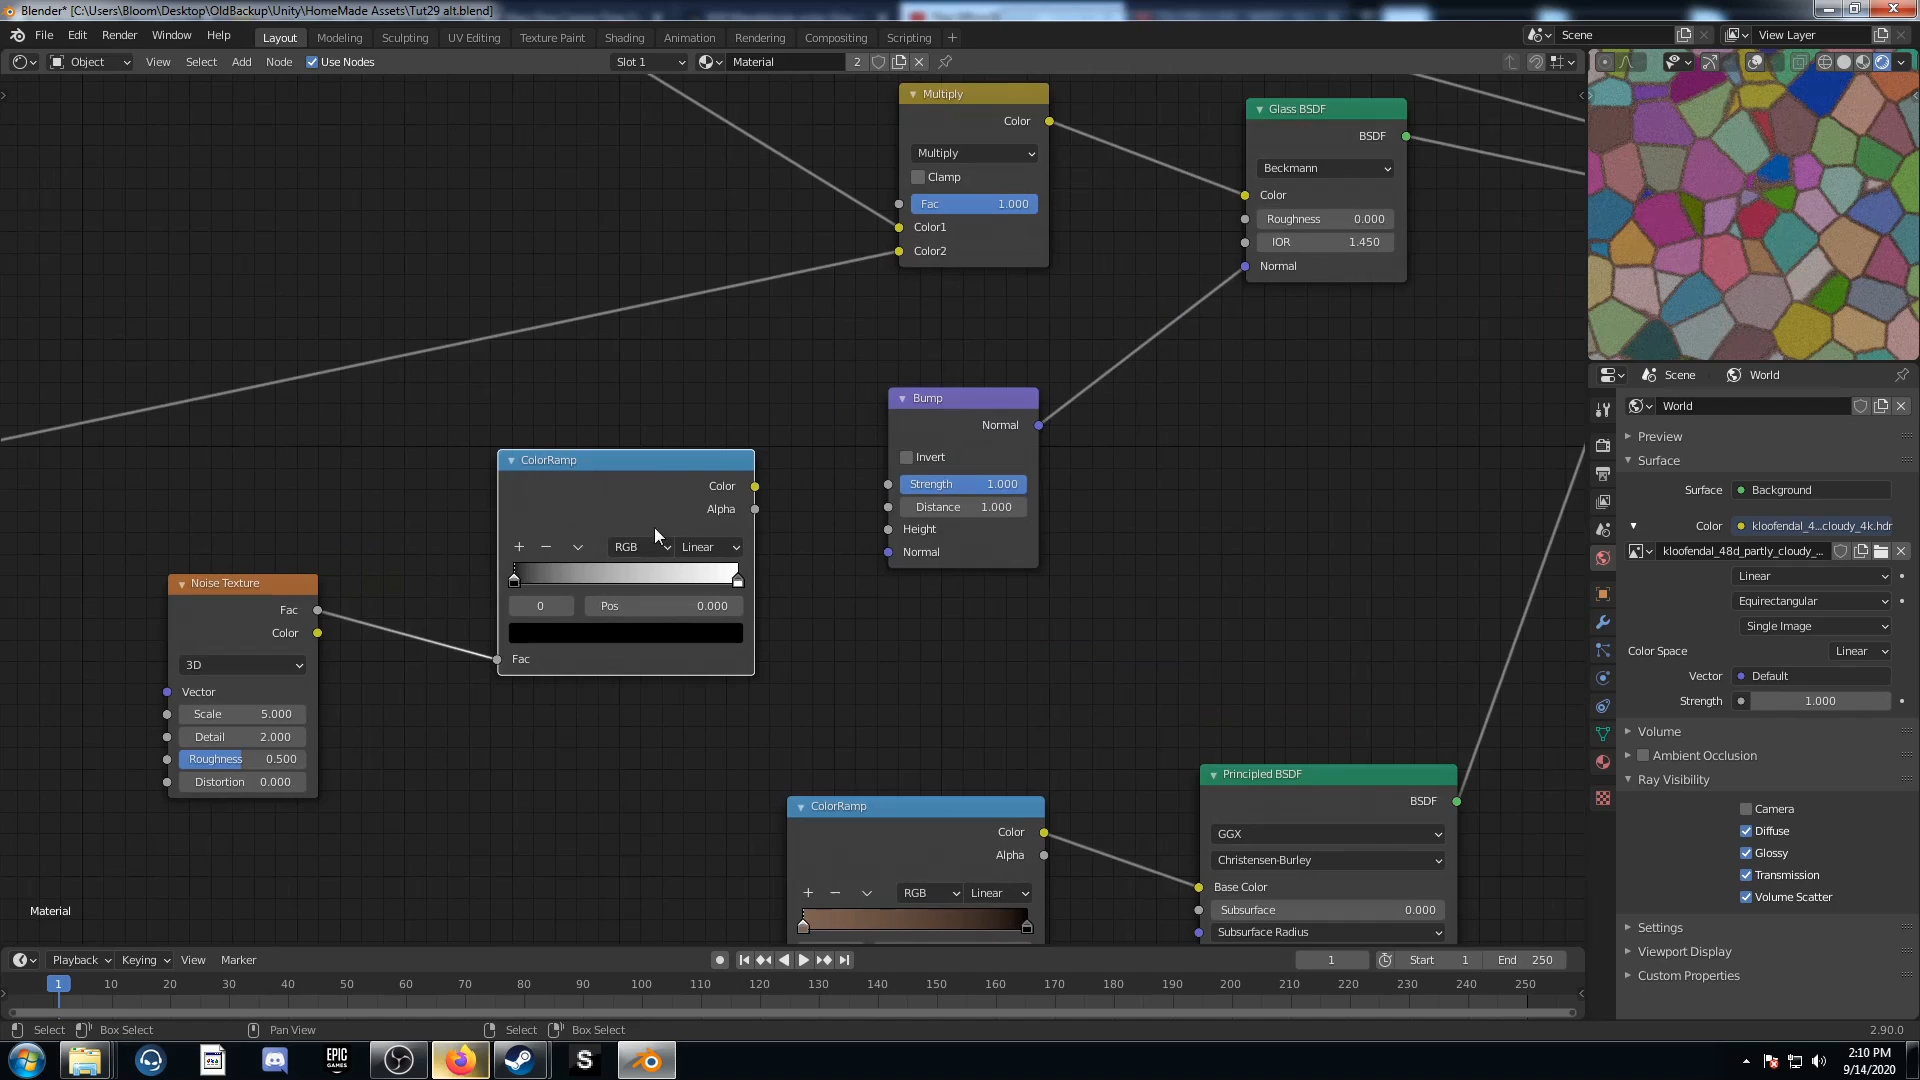 Blender* [C:\Users\Bloom\Desktop\OldBackup\Unity\HomeMade Assets\Tut29 alt.blend]
File Edit Render Window Help Layout Modeling Sculpting UV Editing Texture Paint Shading Animation Rendering Compositing Scripting + Scene View Layer
Object View Select Add Node Use Nodes Slot 1 Material 2
Multiply
Color
Multiply
Clamp
Fac 1.000
Color1
Color2
Glass BSDF
BSDF
Beckmann
Color
Roughness 0.000
IOR 1.450
Normal
Bump
Normal
Invert
Strength 1.000
Distance 1.000
Height
Normal
ColorRamp
Color
Alpha
RGB Linear
0 Pos 0.000
Fac
Noise Texture
Fac
Color
3D
Vector
Scale 5.000
Detail 2.000
Roughness 0.500
Distortion 0.000
ColorRamp
Color
Alpha
RGB Linear
Principled BSDF
BSDF
GGX
Christensen-Burley
Base Color
Subsurface 0.000
Subsurface Radius
Material
Scene World
World
Preview
Surface
Surface Background
Color kloofendal_4...cloudy_4k.hdr
kloofendal_48d_partly_cloudy_...
Linear
Equirectangular
Single Image
Color Space Linear
Vector Default
Strength 1.000
Volume
Ambient Occlusion
Ray Visibility
Camera
Diffuse
Glossy
Transmission
Volume Scatter
Settings
Viewport Display
Custom Properties
Playback Keying View Marker 1 Start 1 End 250
1 10 20 30 40 50 60 70 80 90 100 110 120 130 140 150 160 170 180 190 200 210 220 230 240 250
Select Box Select Pan View Select Box Select 2.90.0
EPIC GAMES
S
2:10 PM
9/14/2020